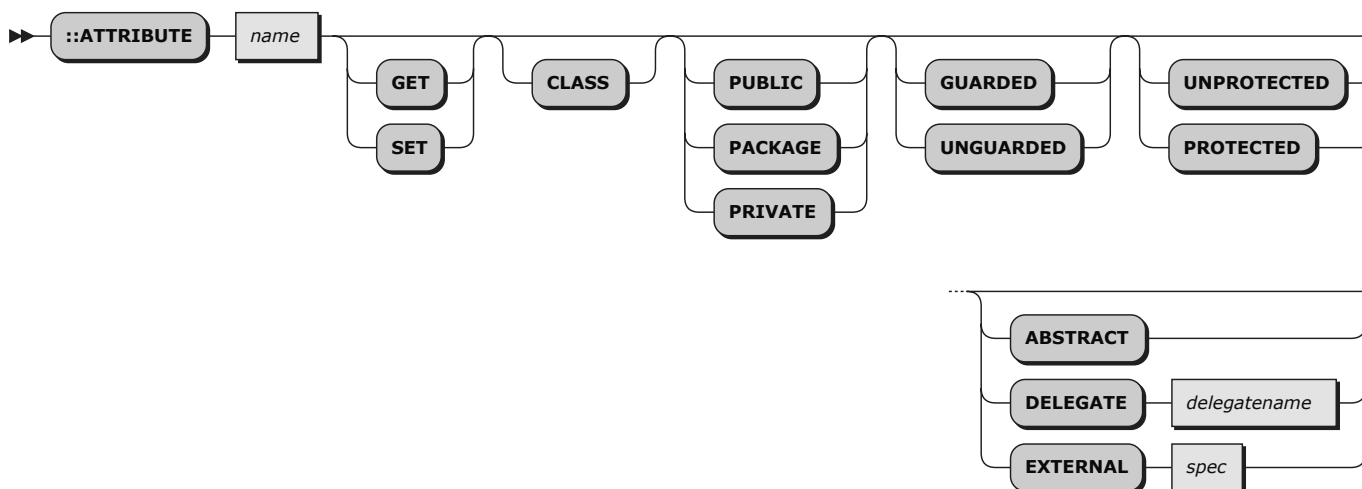 ::ATTRIBUTE name
GET CLASS PUBLIC GUARDED UNPROTECTED
SET PACKAGE UNGUARDED PROTECTED
PRIVATE
ABSTRACT
DELEGATE delegatename
EXTERNAL spec